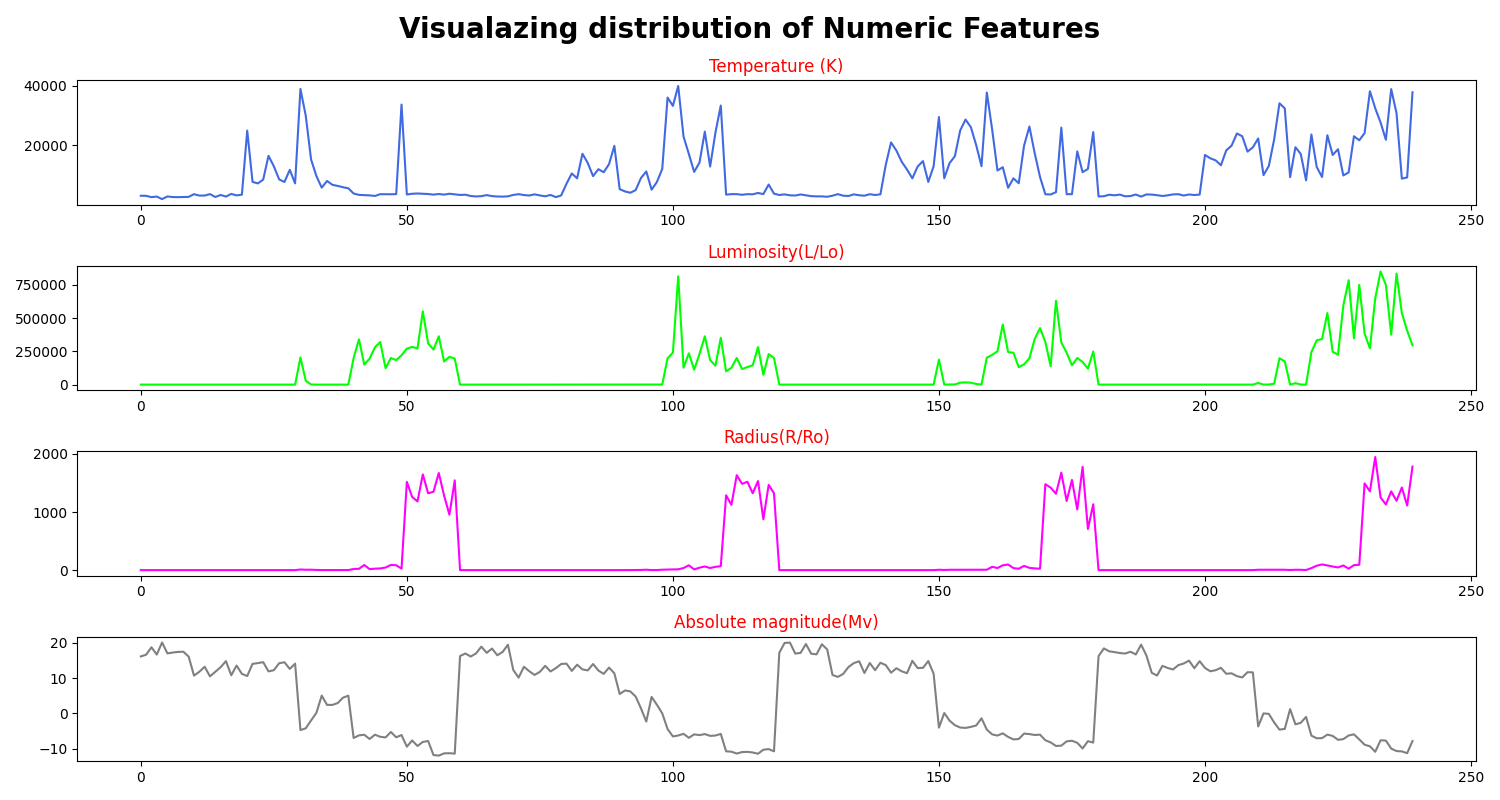 Visualazing distribution of Numeric Features
Temperature (K)
40000
20000
0 50 100 150 200 250
Luminosity(L/Lo)
750000
500000
250000
0
0 50 100 150 200 250
Radius(R/Ro)
2000
1000
0
0 50 100 150 200 250
Absolute magnitude(Mv)
20
10
0
−10
0 50 100 150 200 250